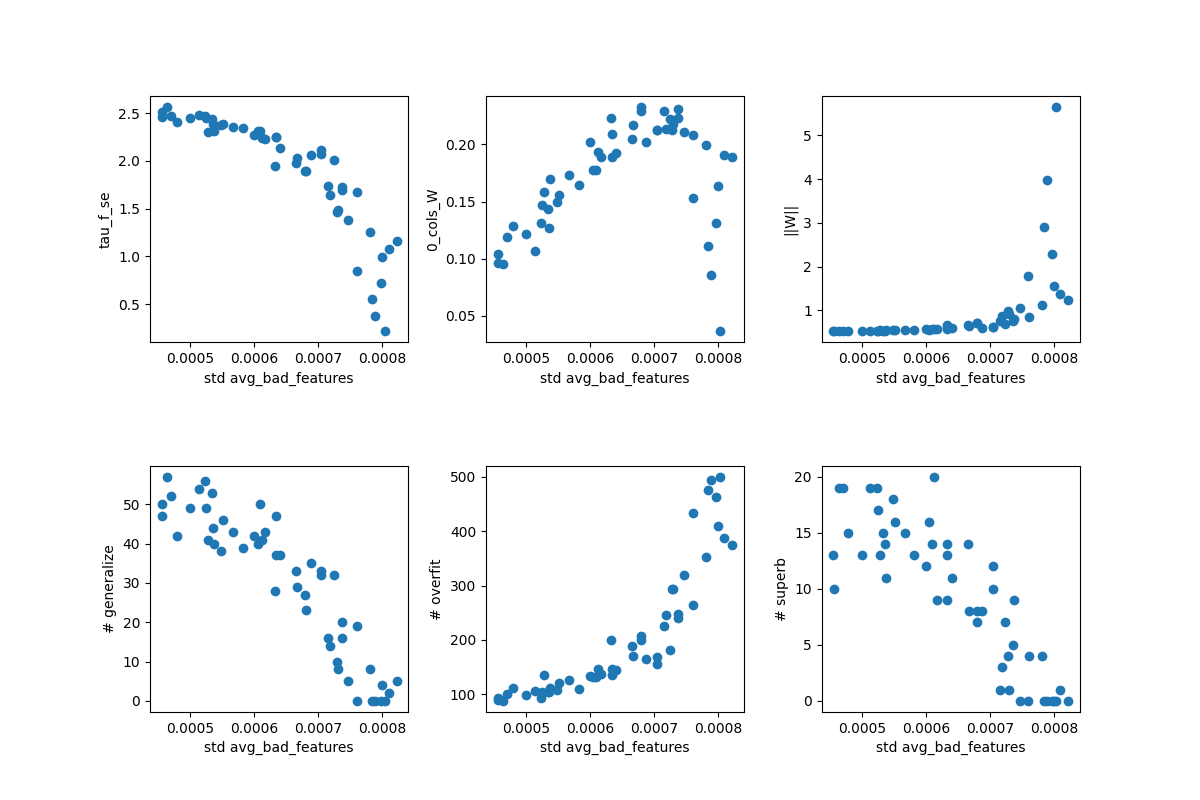 tau_f_se
2.5
2.0
1.5
1.0
0.5
0.0005 0.0006 0.0007 0.0008
std avg_bad_features
0_cols_W
0.20
0.15
0.10
0.05
0.0005 0.0006 0.0007 0.0008
std avg_bad_features
||W||
5
4
3
2
1
0.0005 0.0006 0.0007 0.0008
std avg_bad_features
# generalize
50
40
30
20
10
0
0.0005 0.0006 0.0007 0.0008
std avg_bad_features
# overfit
500
400
300
200
100
0.0005 0.0006 0.0007 0.0008
std avg_bad_features
# superb
20
15
10
5
0
0.0005 0.0006 0.0007 0.0008
std avg_bad_features